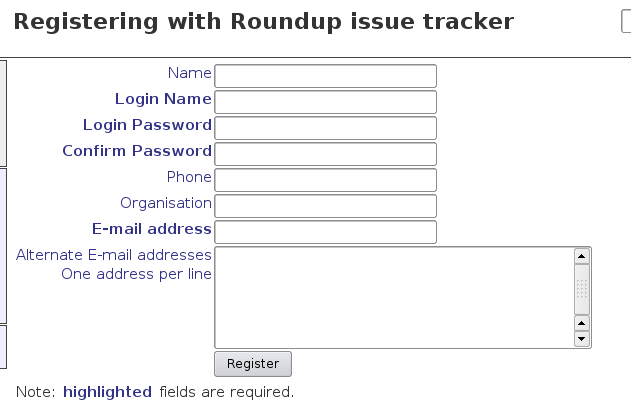 Registering with Roundup issue tracker
Name
Login Name
Login Password
Confirm Password
Phone
Organisation
E-mail address
Alternate E-mail addresses
One address per line
Register
Note: highlighted fields are required.